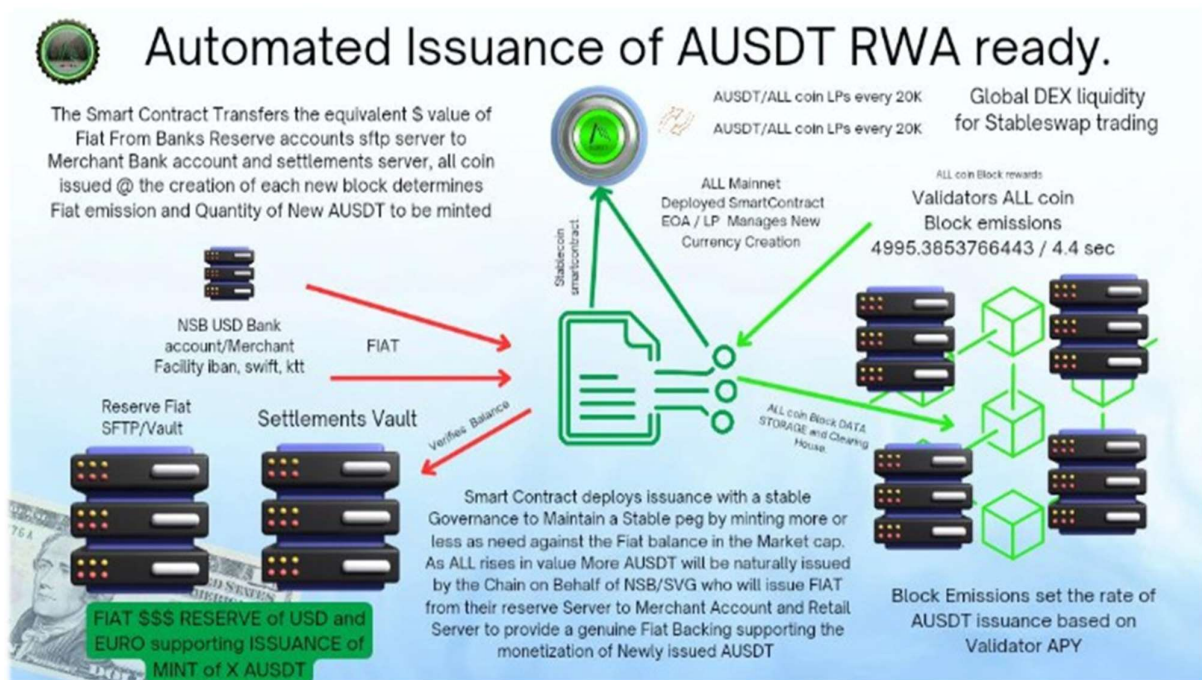 Automated Issuance of AUSDT RWA ready.
The Smart Contract Transfers the equivalent $ value of
Fiat From Banks Reserve accounts sftp server to
Merchant Bank account and settlements server, all coin
issued @ the creation of each new block determines
Fiat emission and Quantity of New AUSDT to be minted
AUSDT/ALL coin LPs every 20K
AUSDT/ALL coin LPs every 20K
Global DEX liquidity
for Stableswap trading
ALL Mainnet
Deployed SmartContract
EOA / LP Manages New
Currency Creation
ALL coin Block rewards
Validators ALL coin
Block emissions
4995.3853766443 / 4.4 sec
Stablecoin
smartcontract
NSB USD Bank
account/Merchant
Facility iban, swift, ktt
FIAT
Reserve Fiat
SFTP/Vault
Settlements Vault
Verifies Balance
ALL coin Block DATA
STORAGE and Clearing
House.
Smart Contract deploys issuance with a stable
Governance to Maintain a Stable peg by minting more or
less as need against the Fiat balance in the Market cap.
As ALL rises in value More AUSDT will be naturally issued
by the Chain on Behalf of NSB/SVG who will issue FIAT
from their reserve Server to Merchant Account and Retail
Server to provide a genuine Fiat Backing supporting the
monetization of Newly issued AUSDT
FIAT $$$ RESERVE of USD and
EURO supporting ISSUANCE of
MINT of X AUSDT
Block Emissions set the rate of
AUSDT issuance based on
Validator APY